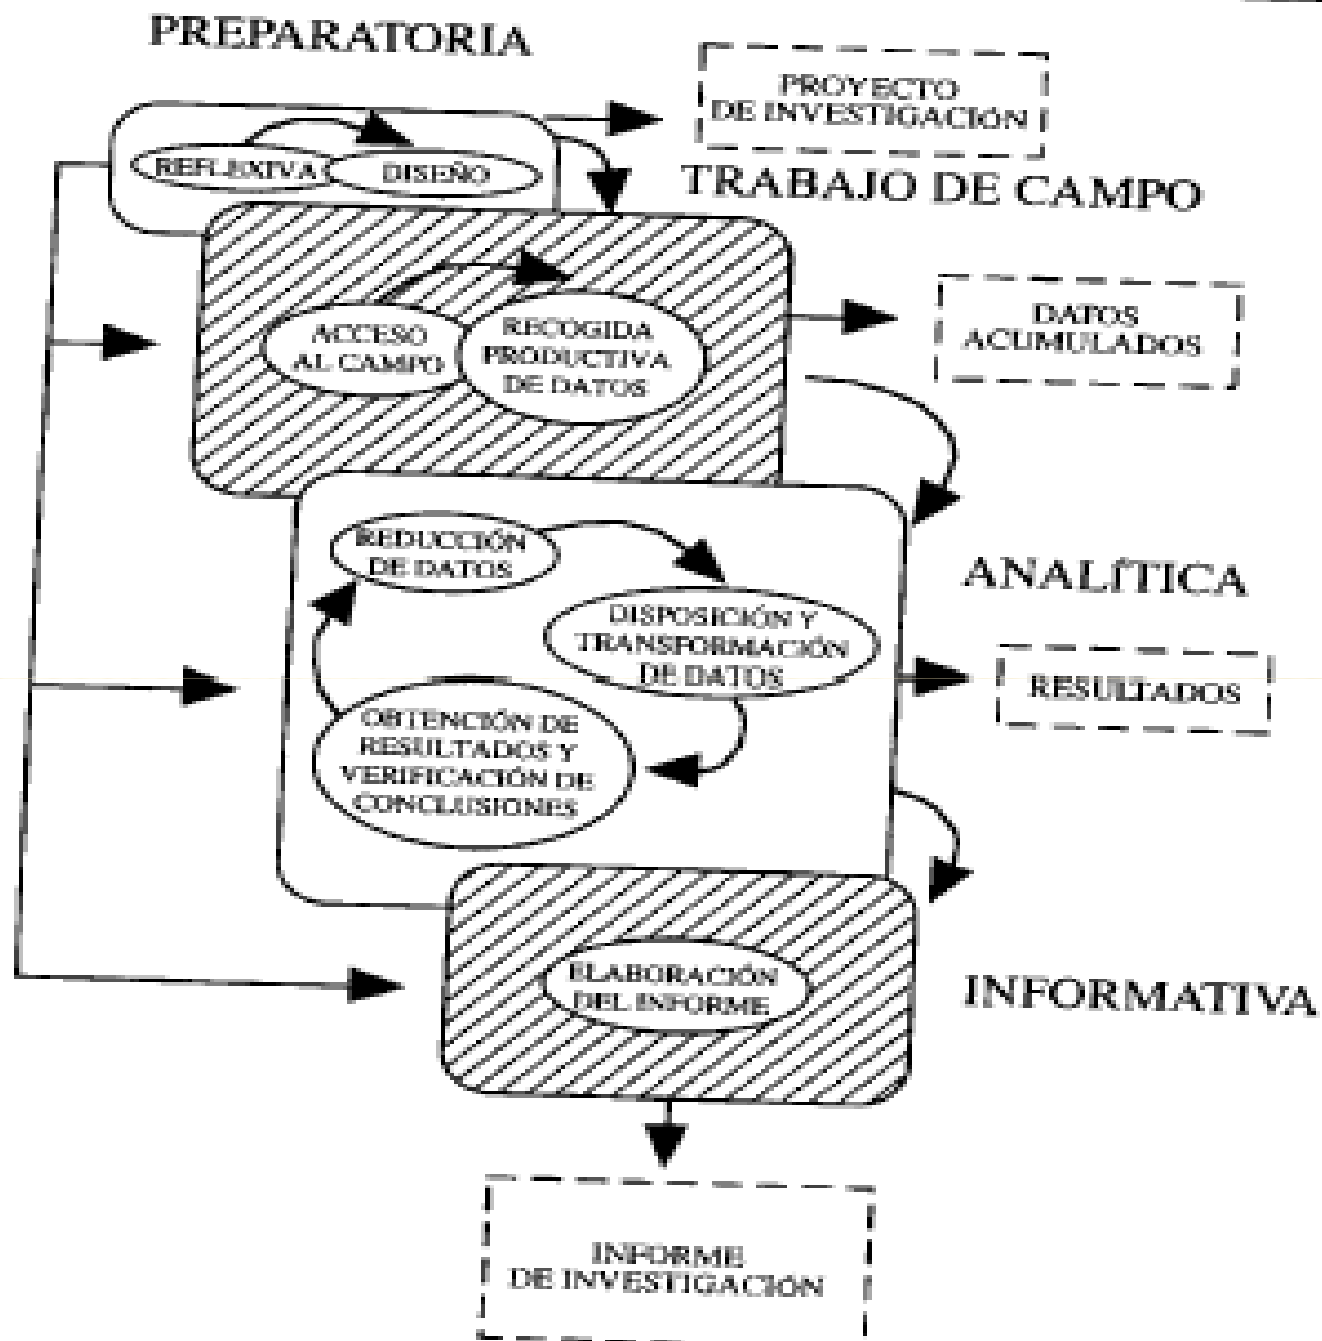 PREPARATORIA
PROYECTO
DE INVESTIGACIÓN
REFLEXIVA
DISEÑO
TRABAJO DE CAMPO
ACCESO
AL CAMPO
RECOGIDA
PRODUCTIVA
DE DATOS
DATOS
ACUMULADOS
REDUCCIÓN
DE DATOS
ANALÍTICA
DISPOSICIÓN Y
TRANSFORMACIÓN
DE DATOS
RESULTADOS
OBTENCIÓN DE
RESULTADOS Y
VERIFICACIÓN DE
CONCLUSIONES
ELABORACIÓN
DEL INFORME
INFORMATIVA
INFORME
DE INVESTIGACIÓN